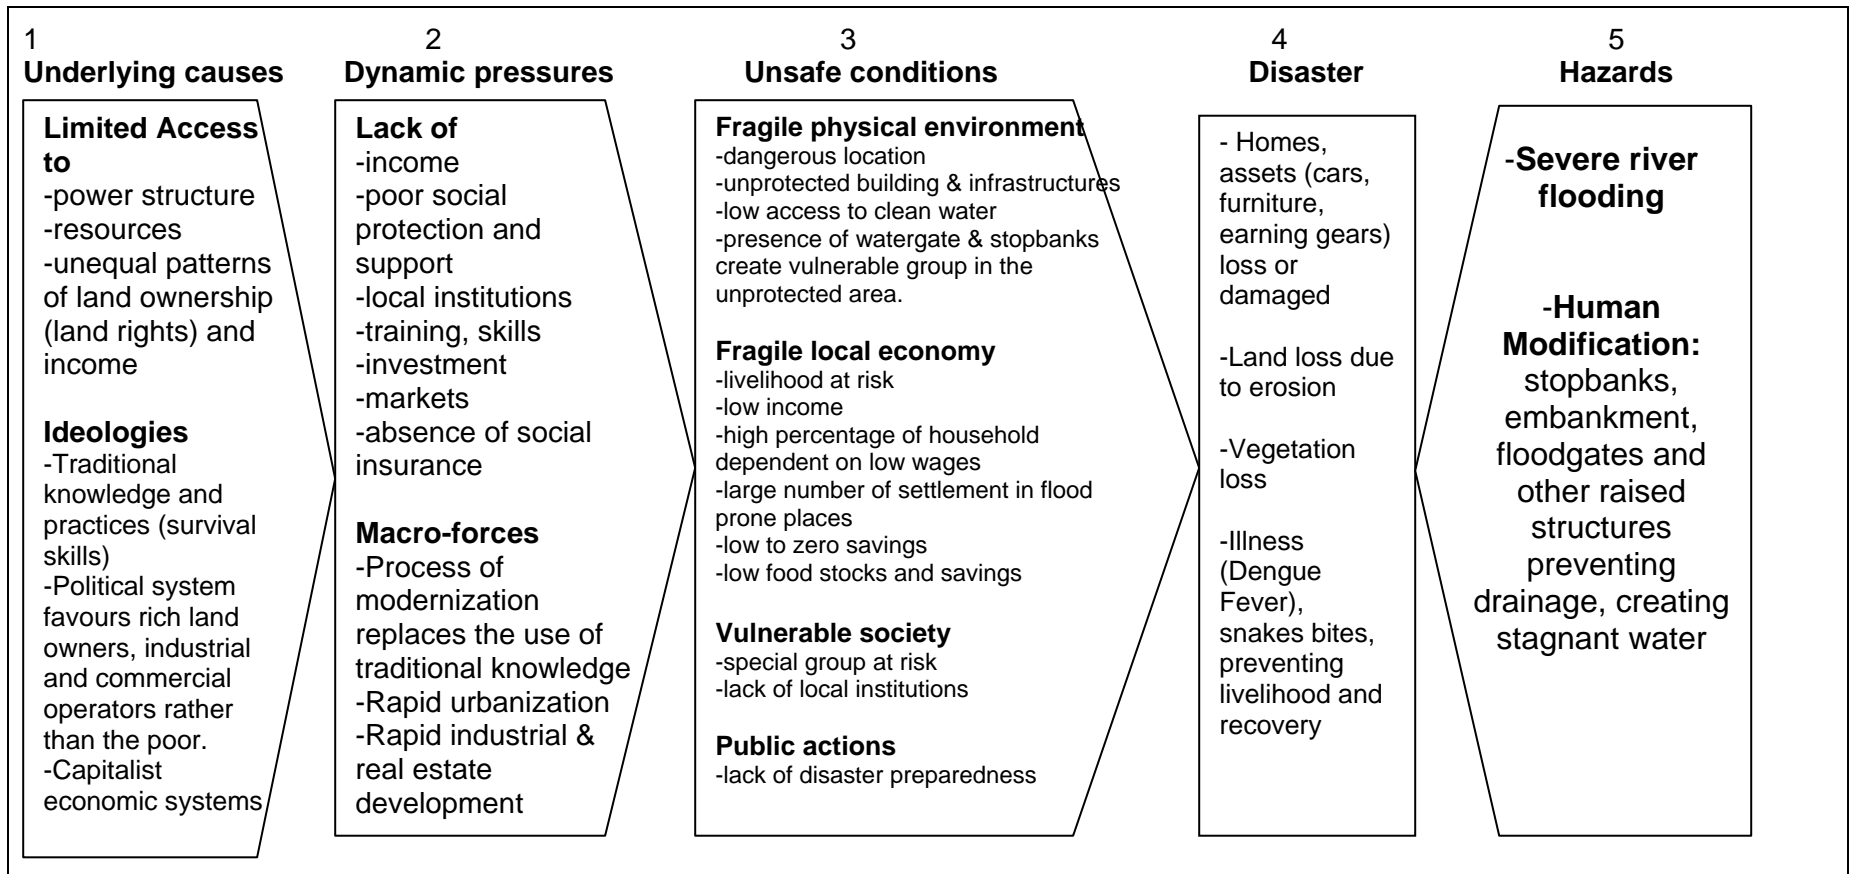 1
Underlying causes
Limited Access
to
-power structure
-resources
-unequal patterns
of land ownership
(land rights) and
income
Ideologies
-Traditional
knowledge and
practices (survival
skills)
-Political system
favours rich land
owners, industrial
and commercial
operators rather
than the poor.
-Capitalist
economic systems
2
Dynamic pressures
Lack of
-income
-poor social
protection and
support
-local institutions
-training, skills
-investment
-markets
-absence of social
insurance
Macro-forces
-Process of
modernization
replaces the use of
traditional knowledge
-Rapid urbanization
-Rapid industrial &
real estate
development
3
Unsafe conditions
Fragile physical environment
-dangerous location
-unprotected building & infrastructures
-low access to clean water
-presence of watergate & stopbanks
create vulnerable group in the
unprotected area.
Fragile local economy
-livelihood at risk
-low income
-high percentage of household
dependent on low wages
-large number of settlement in flood
prone places
-low to zero savings
-low food stocks and savings
Vulnerable society
-special group at risk
-lack of local institutions
Public actions
-lack of disaster preparedness
4
Disaster
- Homes,
assets (cars,
furniture,
earning gears)
loss or
damaged
-Land loss due
to erosion
-Vegetation
loss
-Illness
(Dengue
Fever),
snakes bites,
preventing
livelihood and
recovery
5
Hazards
-Severe river
flooding
-Human
Modification:
stopbanks,
embankment,
floodgates and
other raised
structures
preventing
drainage, creating
stagnant water